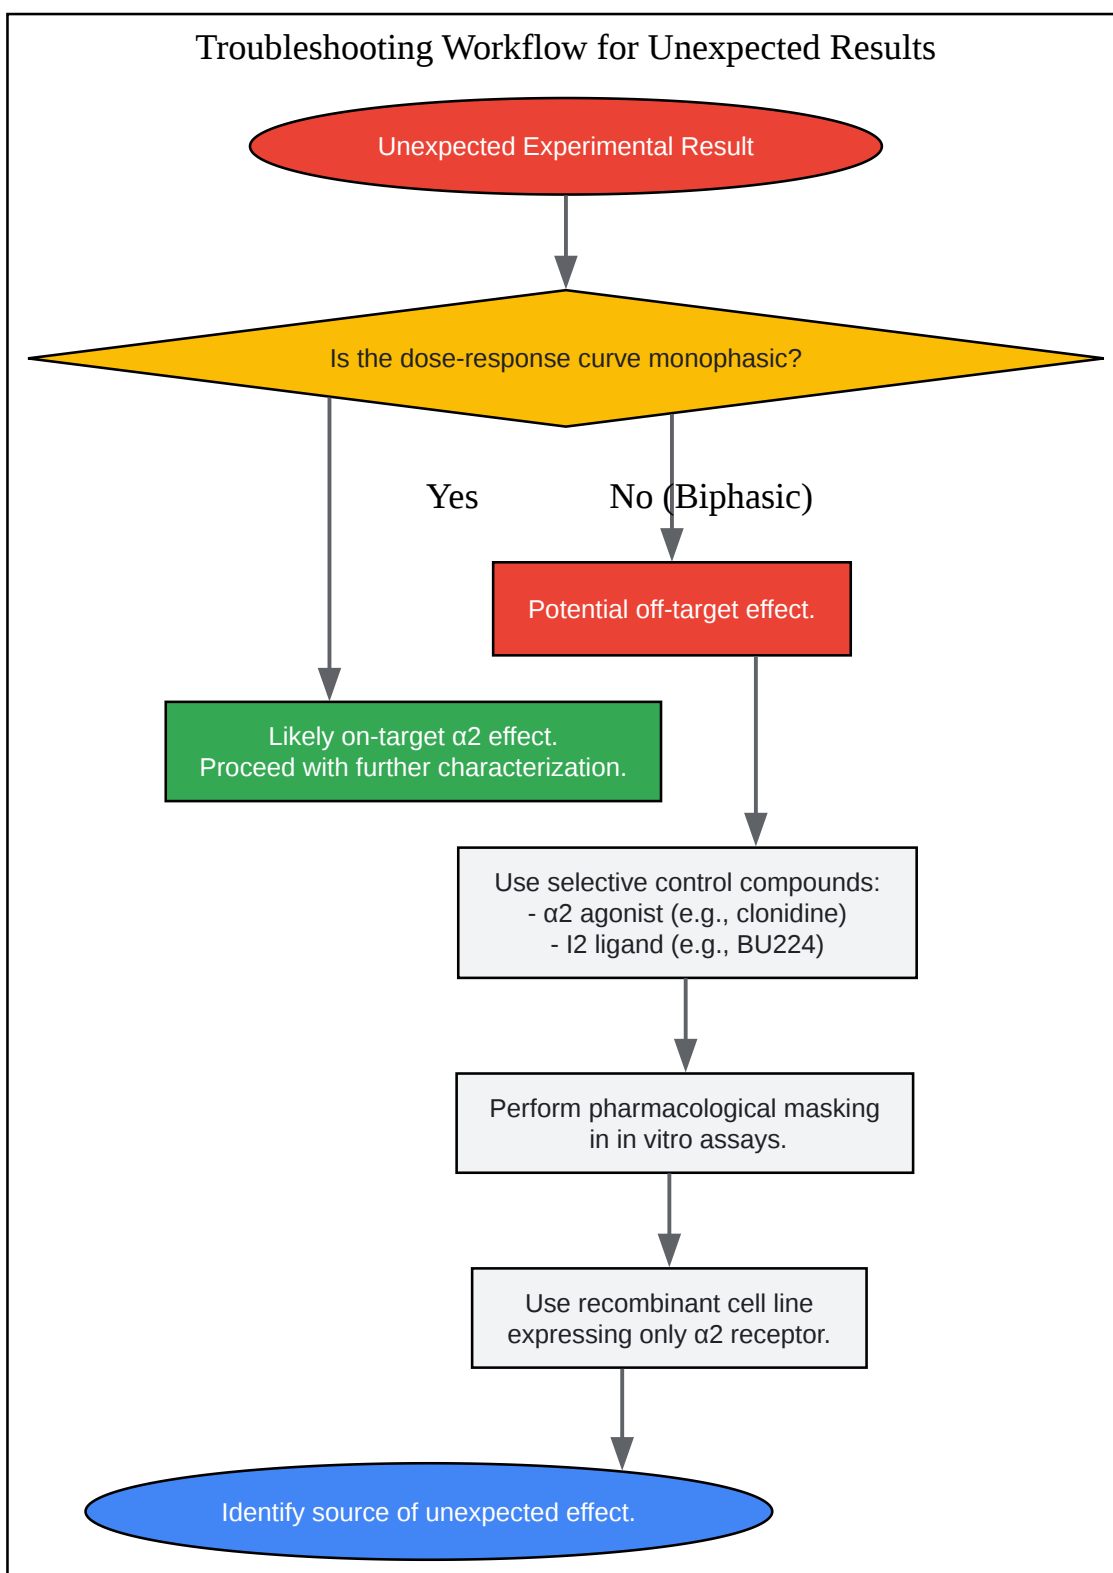 Troubleshooting Workflow for Unexpected Results
Unexpected Experimental Result
Is the dose-response curve monophasic?
Yes
No (Biphasic)
Potential off-target effect.
Likely on-target α2 effect.
Proceed with further characterization.
Use selective control compounds:
- α2 agonist (e.g., clonidine)
- I2 ligand (e.g., BU224)
Perform pharmacological masking
in in vitro assays.
Use recombinant cell line
expressing only α2 receptor.
Identify source of unexpected effect.